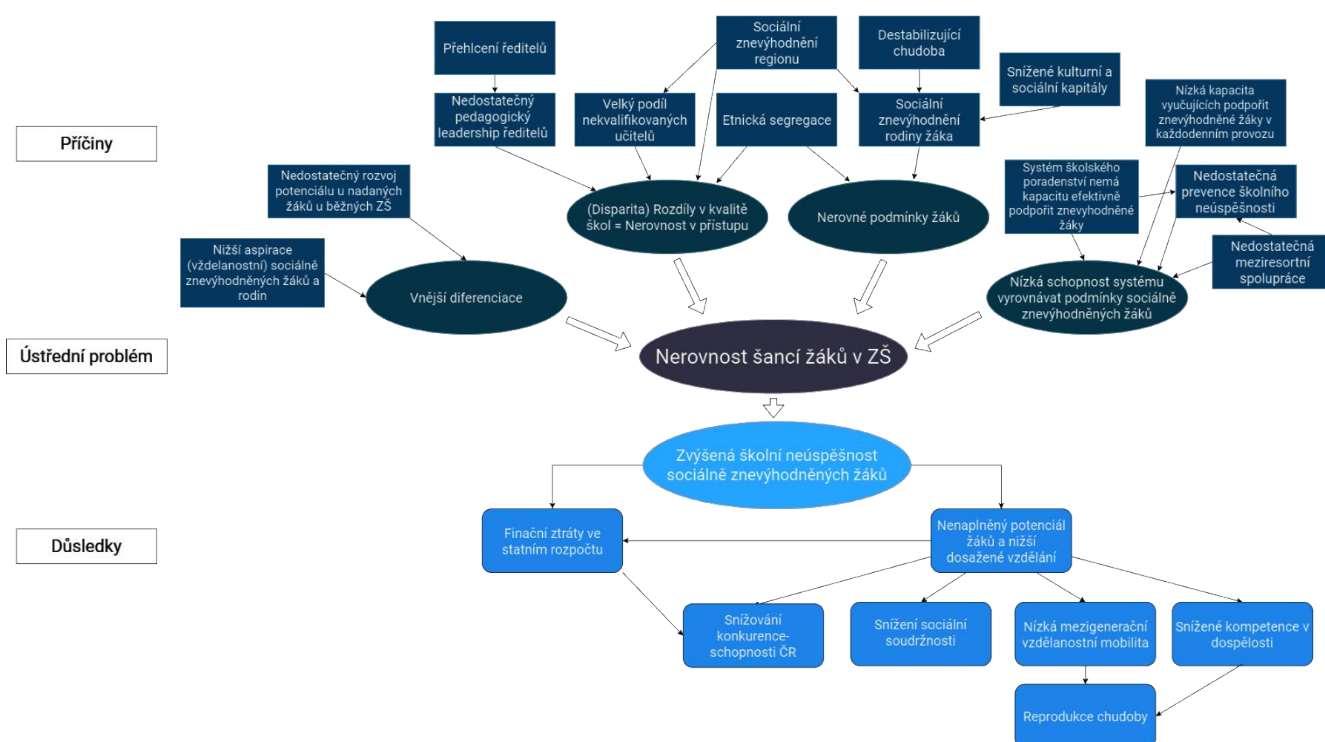 Přehlcení ředitelů
Sociální
znevýhodnění
regionu
Destabilizující
chudoba
Snížené kulturní a
sociální kapitály
Nízká kapacita
vyučujících podpořit
znevýhodněné žáky v
každodenním provozu
Příčiny
Nedostatečný
pedagogický
leadership ředitelů
Velký podíl
nekvalifikovaných
učitelů
Etnická segregace
Sociální
znevýhodnění
rodiny žáka
Nedostatečný rozvoj
potenciálu u nadaných
žáků u běžných ZŠ
Systém školského
poradenství nemá
kapacitu efektivně
podpořit znevyhodněné
žáky
Nedostatečná
prevence školního
neúspěšnosti
(Disparita) Rozdíly v kvalitě
škol = Nerovnost v přístupu
Nerovné podmínky žáků
Nižší aspirace
(vždelanostní) sociálně
znevýhodněných žáků a
rodin
Nedostatečná
meziresortní
spolupráce
Vnější diferenciace
Nízká schopnost systému
vyrovnávat podmínky sociálně
znevýhodněných žáků
Ústřední problém
Nerovnost šancí žáků v ZŠ
Zvýšená školní neúspěšnost
sociálně znevýhodněných žáků
Důsledky
Finanční ztráty ve
statním rozpočtu
Nenaplněný potenciál
žáků a nižší
dosažené vzdělání
Snížování
konkurence-
schopnosti ČR
Snížení sociální
soudržnosti
Nízká mezigenerační
vzdělanostní mobilita
Snížené kompetence v
dospělosti
Reprodukce chudoby